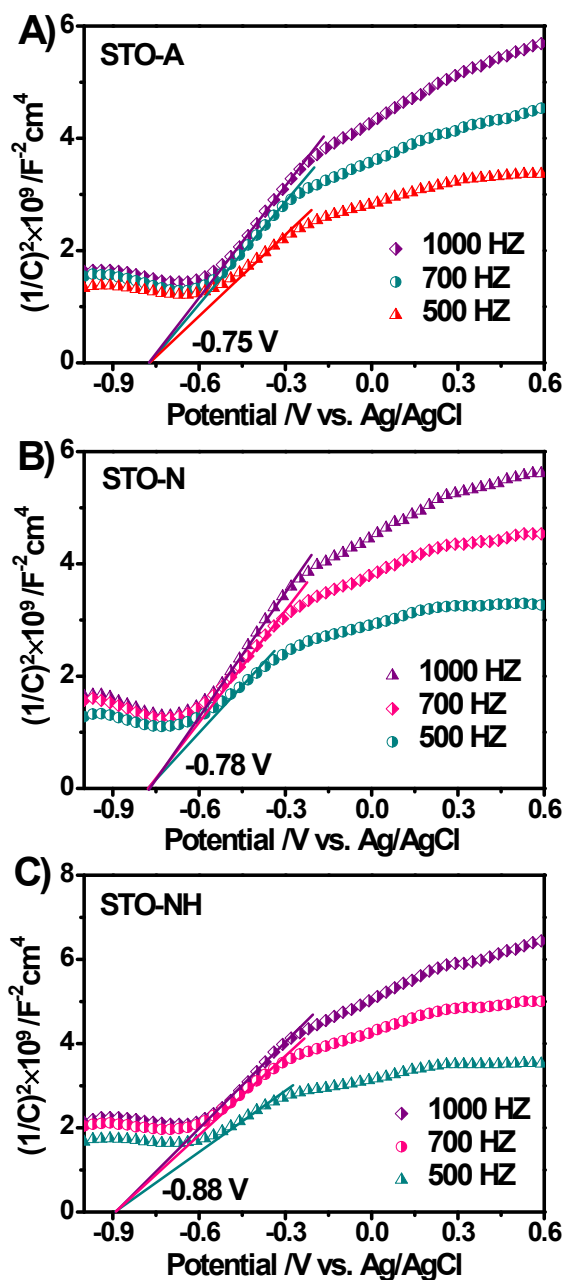 A)
STO-A
6
4
2
0
(1/C)²×10⁹ /F⁻²cm⁴
1000 HZ
700 HZ
500 HZ
-0.75 V
-0.9 -0.6 -0.3 0.0 0.3 0.6
Potential /V vs. Ag/AgCl
B)
STO-N
6
4
2
0
(1/C)²×10⁹ /F⁻²cm⁴
1000 HZ
700 HZ
500 HZ
-0.78 V
-0.9 -0.6 -0.3 0.0 0.3 0.6
Potential /V vs. Ag/AgCl
C)
STO-NH
8
6
4
2
0
(1/C)²×10⁹ /F⁻²cm⁴
1000 HZ
700 HZ
500 HZ
-0.88 V
-0.9 -0.6 -0.3 0.0 0.3 0.6
Potential /V vs. Ag/AgCl